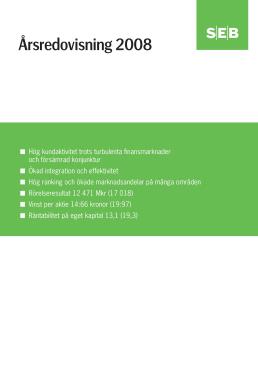 Årsredovisning 2008
S|E|B
Hög kundaktivitet trots turbulenta finansmarknader
och försämrad konjunktur
Ökad integration och effektivitet
Hög ranking och ökade marknadsandelar på många områden
Rörelseresultat 12 471 Mkr (17 018)
Vinst per aktie 14:66 kronor (19:97)
Räntabilitet på eget kapital 13,1 (19,3)